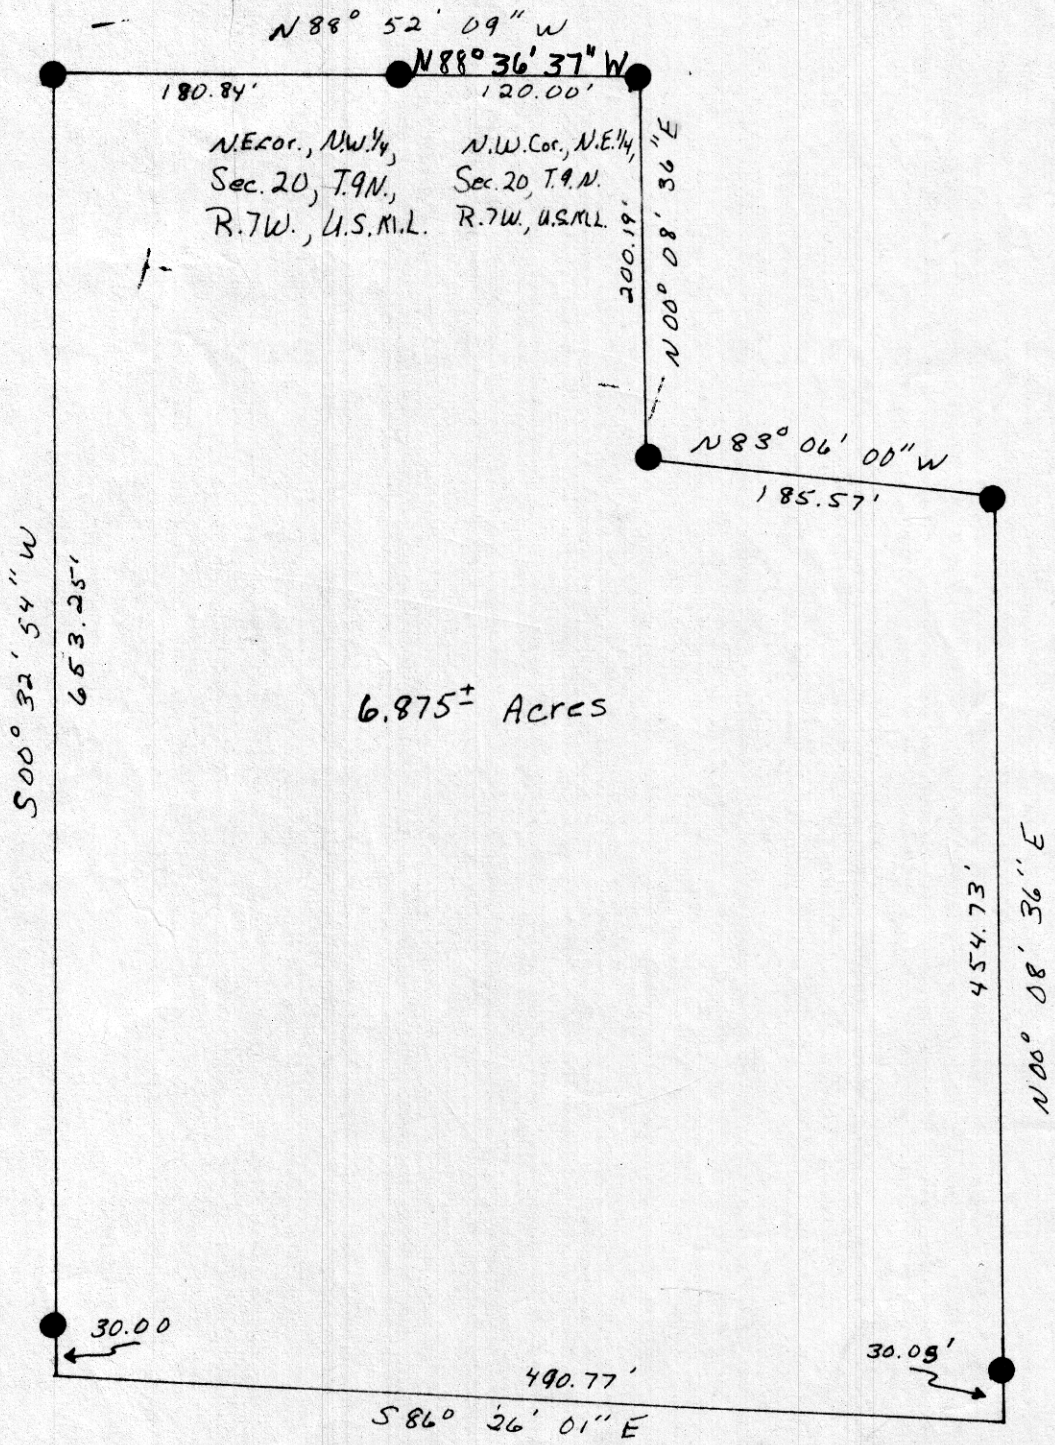 N 88° 52' 09" W
N 88° 36' 37" W
180.84'
120.00'
N.E cor., N.W. 1/4,
Sec. 20, T.9N.,
R.7W., U.S.M.L.
N.W. Cor., N.E. 1/4,
Sec. 20, T.9.N.
R.7W., U.S.M.L.
200.19'
N 00° 08' 36" E
N 83° 06' 00" W
185.57'
S 00° 32' 54" W
653.25'
6.875± Acres
454.73'
N 00° 08' 36" E
30.00
30.05'
490.77'
S 86° 26' 01" E